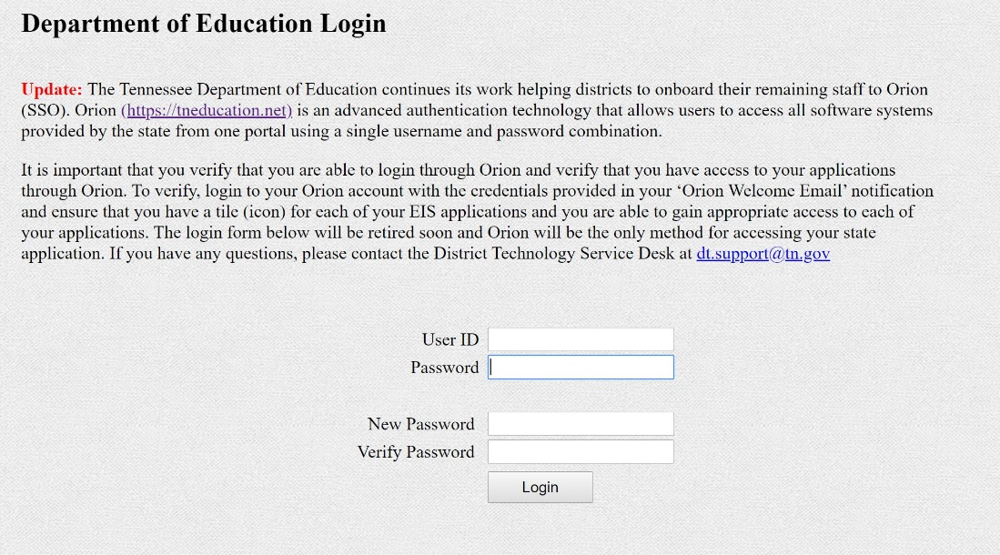 Department of Education Login
Update: The Tennessee Department of Education continues its work helping districts to onboard their remaining staff to Orion
(SSO). Orion (https://tneducation.net) is an advanced authentication technology that allows users to access all software systems
provided by the state from one portal using a single username and password combination.
It is important that you verify that you are able to login through Orion and verify that you have access to your applications
through Orion. To verify, login to your Orion account with the credentials provided in your ‘Orion Welcome Email’ notification
and ensure that you have a tile (icon) for each of your EIS applications and you are able to gain appropriate access to each of
your applications. The login form below will be retired soon and Orion will be the only method for accessing your state
application. If you have any questions, please contact the District Technology Service Desk at dt.support@tn.gov
User ID
Password
New Password
Verify Password
Login